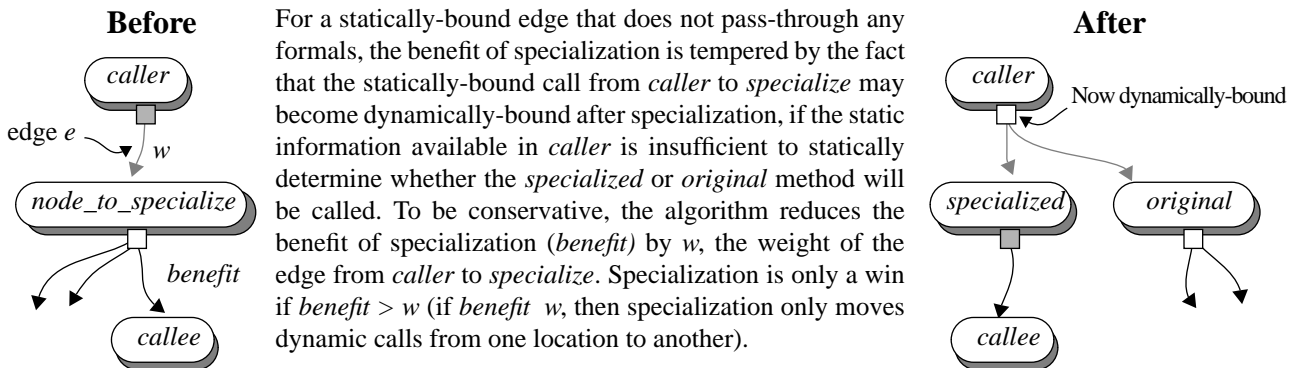 Before
caller
edge e
w
node_to_specialize
benefit
callee
For a statically-bound edge that does not pass-through any
formals, the benefit of specialization is tempered by the fact
that the statically-bound call from caller to specialize may
become dynamically-bound after specialization, if the static
information available in caller is insufficient to statically
determine whether the specialized or original method will
be called. To be conservative, the algorithm reduces the
benefit of specialization (benefit) by w, the weight of the
edge from caller to specialize. Specialization is only a win
if benefit > w (if benefit w, then specialization only moves
dynamic calls from one location to another).
After
caller
Now dynamically-bound
specialized
original
callee